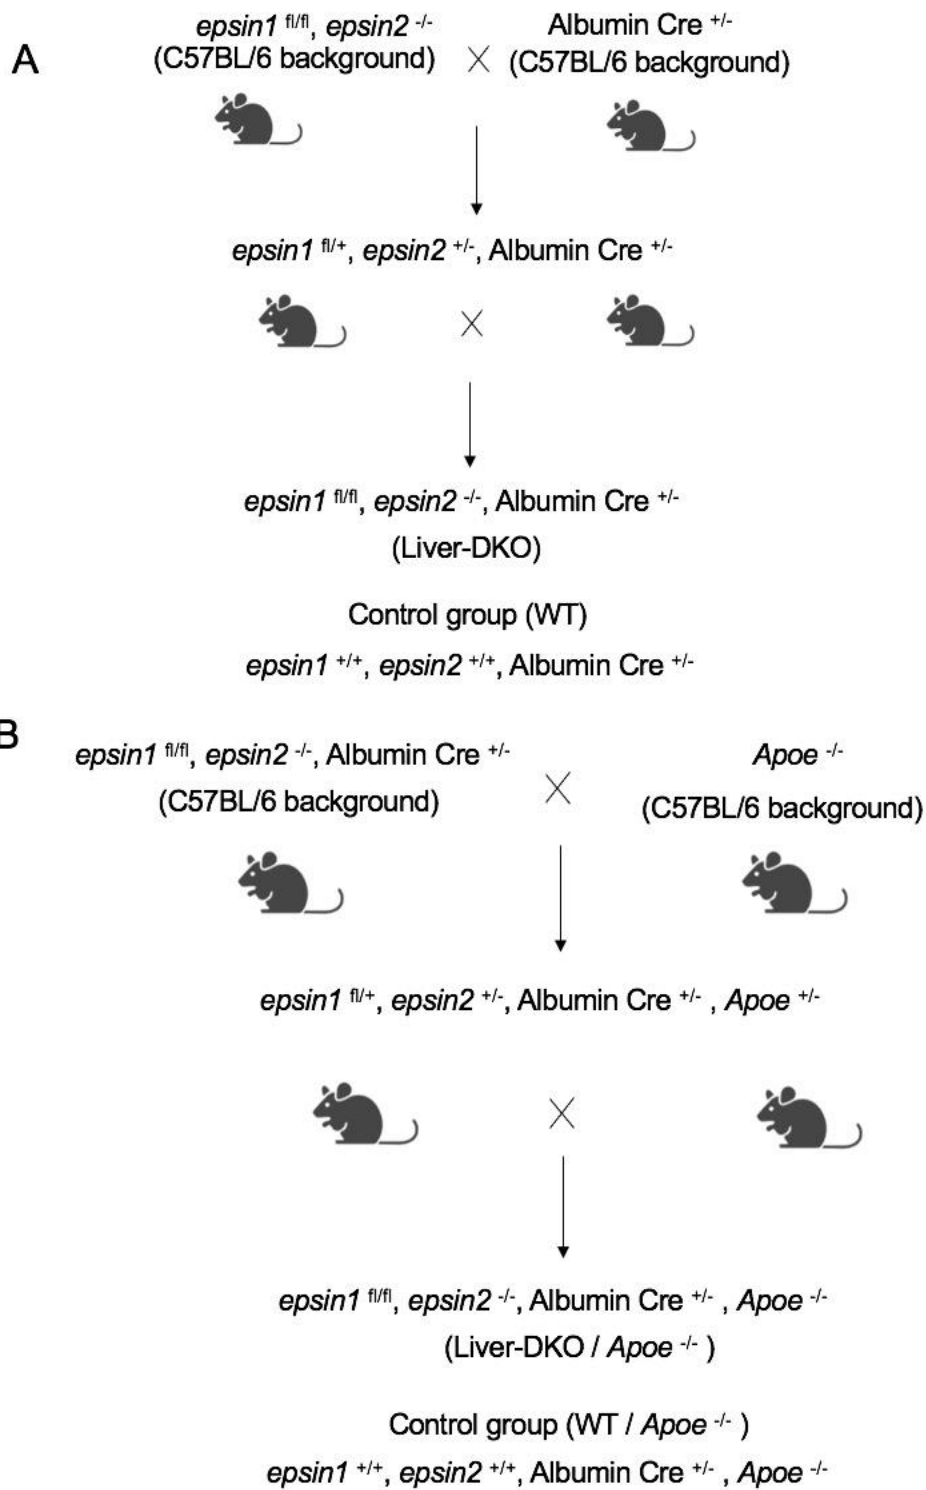 A
epsin1 fl/fl, epsin2 -/-
(C57BL/6 background)
Albumin Cre +/-
(C57BL/6 background)
epsin1 fl/+, epsin2 +/-, Albumin Cre +/-
epsin1 fl/fl, epsin2 -/-, Albumin Cre +/-
(Liver-DKO)
Control group (WT)
epsin1 +/+, epsin2 +/+, Albumin Cre +/-
B
epsin1 fl/fl, epsin2 -/-, Albumin Cre +/-
(C57BL/6 background)
Apoe -/-
(C57BL/6 background)
epsin1 fl/+, epsin2 +/-, Albumin Cre +/- , Apoe +/-
epsin1 fl/fl, epsin2 -/-, Albumin Cre +/- , Apoe -/-
(Liver-DKO / Apoe -/- )
Control group (WT / Apoe -/- )
epsin1 +/+, epsin2 +/+, Albumin Cre +/- , Apoe -/-